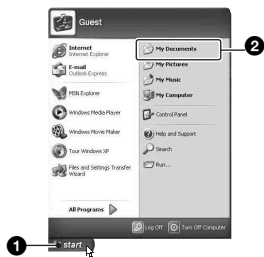 Guest
Internet
Internet Explorer
E-mail
Outlook Express
MSN Explorer
Windows Media Player
Windows Movie Maker
Tour Windows XP
Files and Settings Transfer
Wizard
All Programs
My Documents
My Pictures
My Music
My Computer
Control Panel
Help and Support
Search
Run...
Log Off
Turn Off Computer
start
1
2